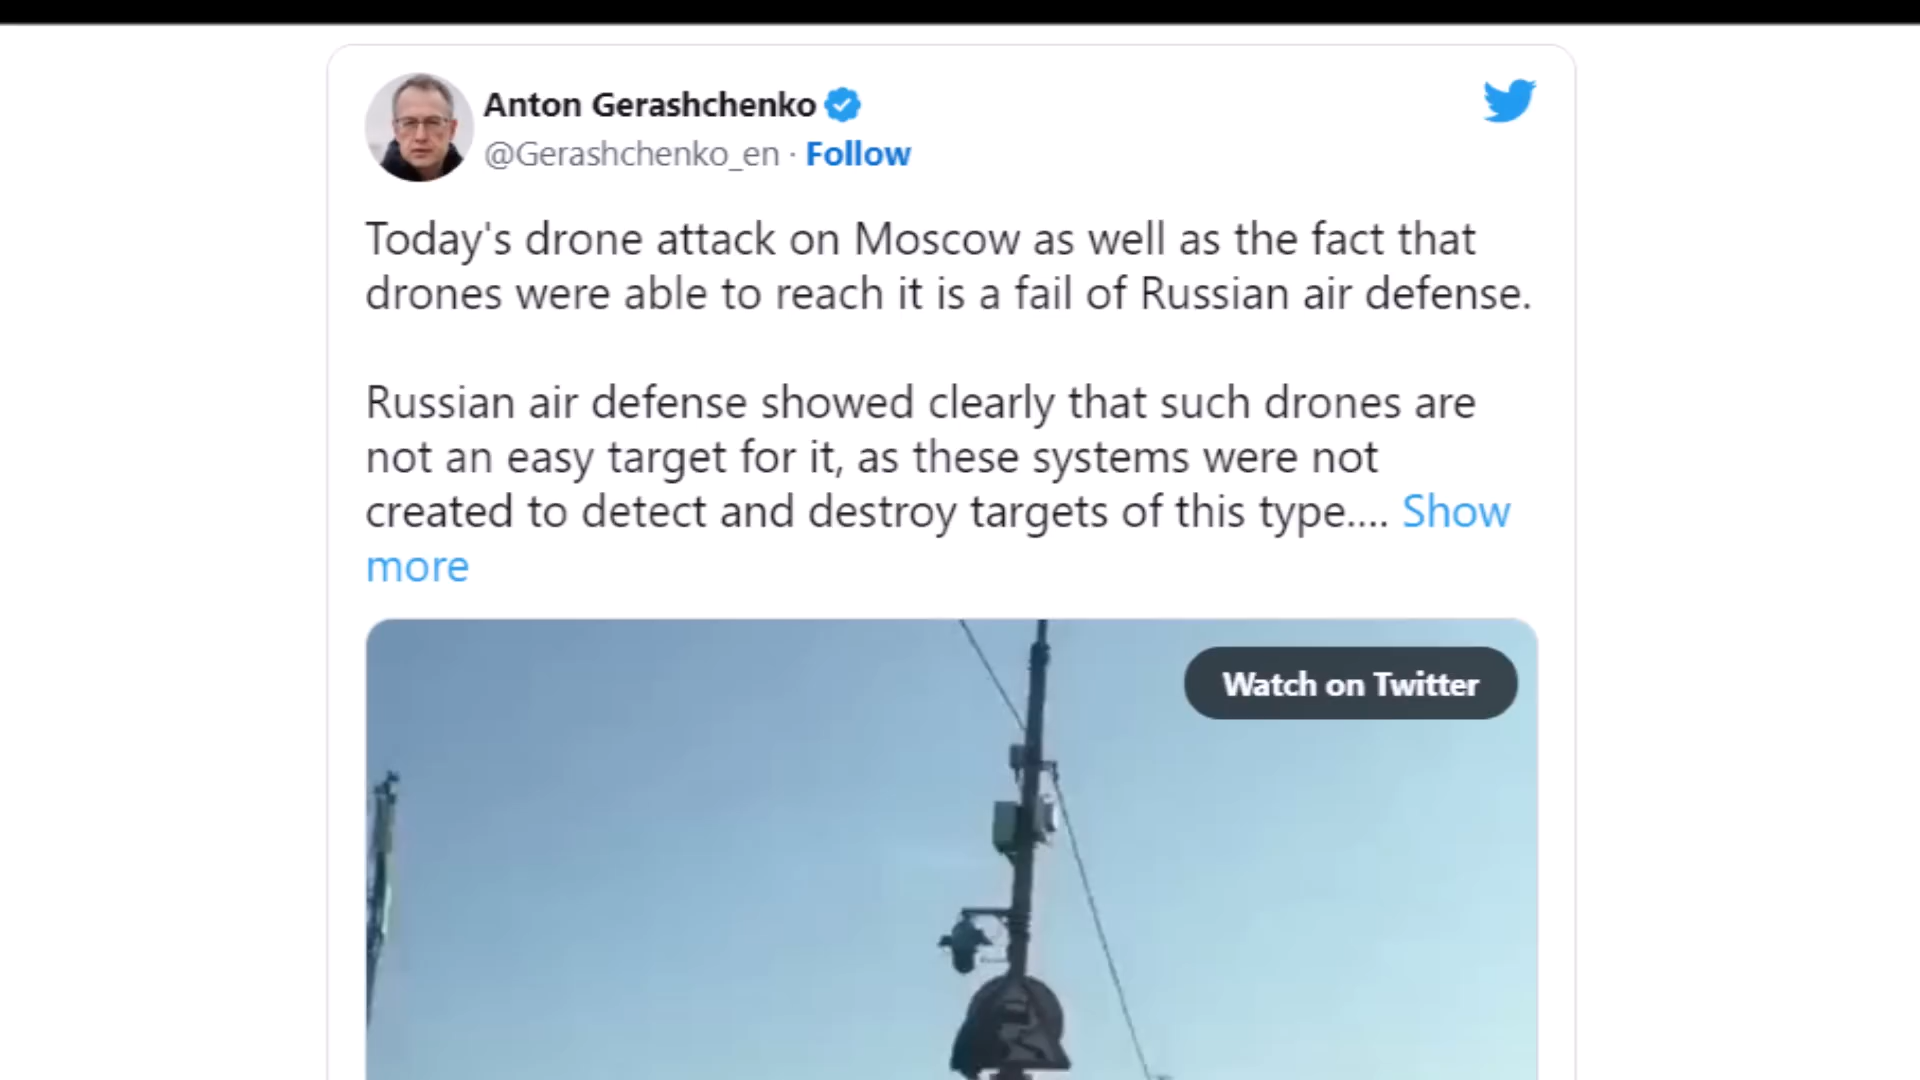 Anton Gerashchenko
@Gerashchenko_en · Follow
Today's drone attack on Moscow as well as the fact that
drones were able to reach it is a fail of Russian air defense.
Russian air defense showed clearly that such drones are
not an easy target for it, as these systems were not
created to detect and destroy targets of this type.... Show
more
Watch on Twitter